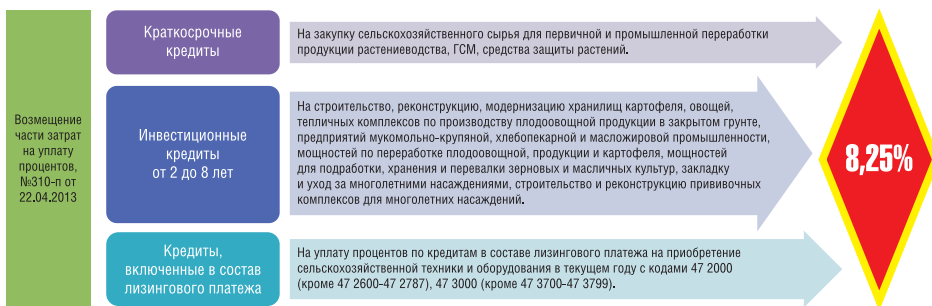 Возмещение
части затрат
на уплату
процентов,
№310-п от
22.04.2013
Краткосрочные
кредиты
На закупку сельскохозяйственного сырья для первичной и промышленной переработки
продукции растениеводства, ГСМ, средства защиты растений.
Инвестиционные
кредиты
от 2 до 8 лет
На строительство, реконструкцию, модернизацию хранилищ картофеля, овощей,
тепличных комплексов по производству плодоовощной продукции в закрытом грунте,
предприятий мукомольно-крупяной, хлебопекарной и масложировой промышленности,
мощностей по переработке плодоовощной, продукции и картофеля, мощностей
для подработки, хранения и перевалки зерновых и масличных культур, закладку
и уход за многолетними насаждениями, строительство и реконструкцию прививочных
комплексов для многолетних насаждений.
Кредиты,
включенные в состав
лизингового платежа
На уплату процентов по кредитам в составе лизингового платежа на приобретение
сельскохозяйственной техники и оборудования в текущем году с кодами 47 2000
(кроме 47 2600-47 2787), 47 3000 (кроме 47 3700-47 3799).
8,25%